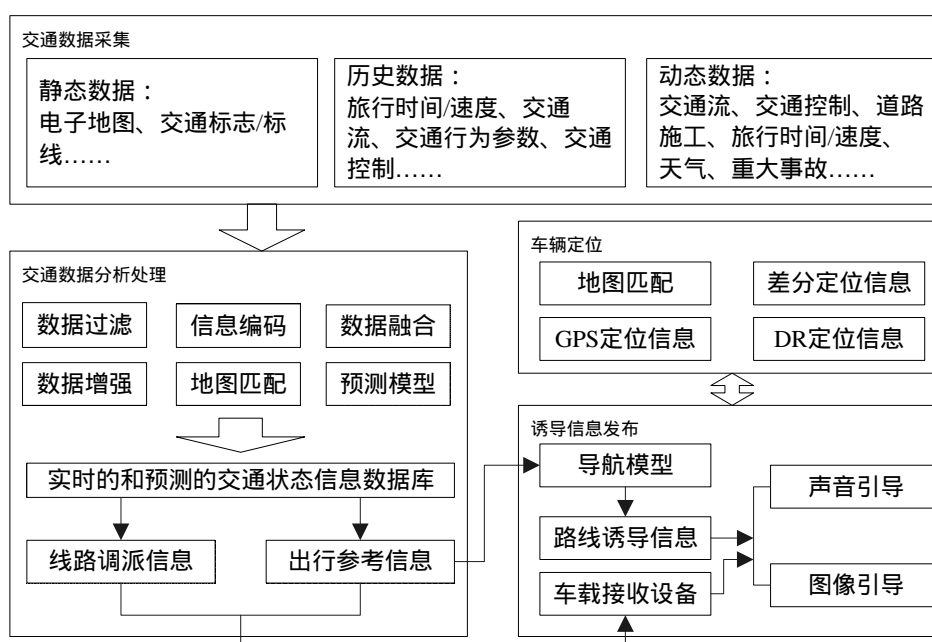 交通数据采集
静态数据：
电子地图、交通标志/标
线……
历史数据：
旅行时间/速度、交通
流、交通行为参数、交通
控制……
动态数据：
交通流、交通控制、道路
施工、旅行时间/速度、
天气、重大事故……
交通数据分析处理
数据过滤
信息编码
数据融合
数据增强
地图匹配
预测模型
实时的和预测的交通状态信息数据库
线路调派信息
出行参考信息
车辆定位
地图匹配
差分定位信息
GPS定位信息
DR定位信息
诱导信息发布
导航模型
路线诱导信息
车载接收设备
声音引导
图像引导